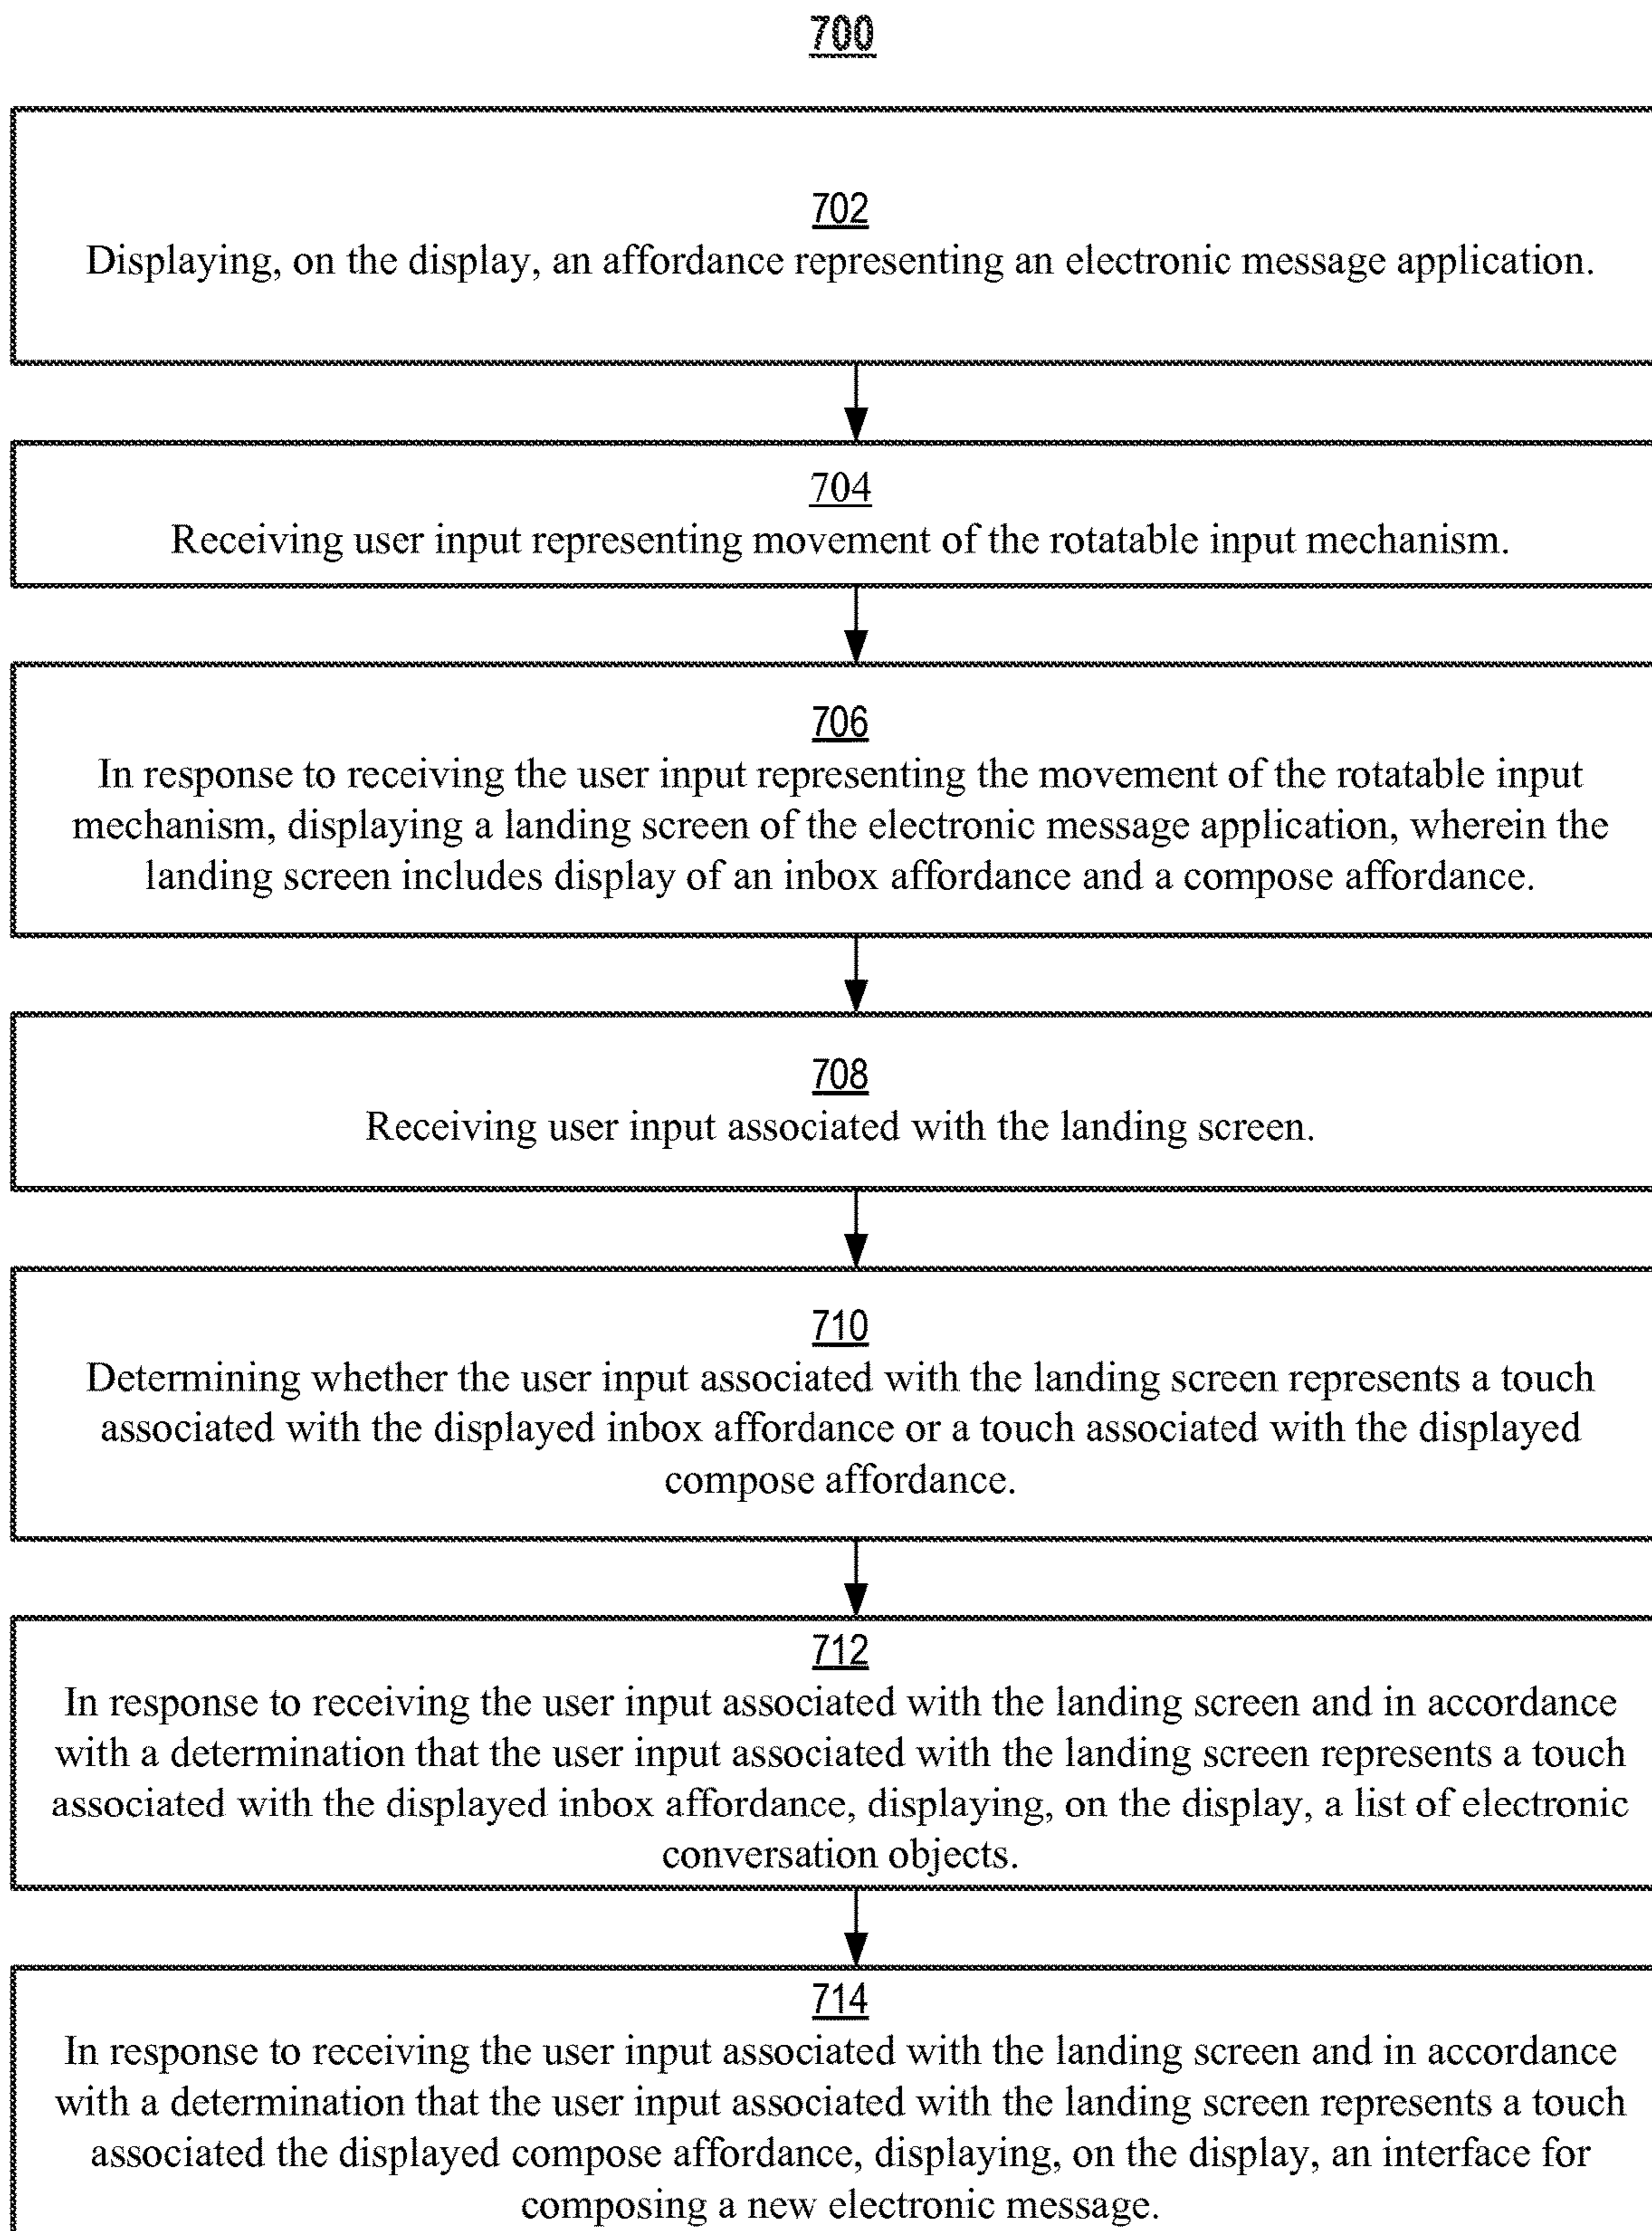 700
702
Displaying, on the display, an affordance representing an electronic message application.
704
Receiving user input representing movement of the rotatable input mechanism.
706
In response to receiving the user input representing the movement of the rotatable input
mechanism, displaying a landing screen of the electronic message application, wherein the
landing screen includes display of an inbox affordance and a compose affordance.
708
Receiving user input associated with the landing screen.
710
Determining whether the user input associated with the landing screen represents a touch
associated with the displayed inbox affordance or a touch associated with the displayed
compose affordance.
712
In response to receiving the user input associated with the landing screen and in accordance
with a determination that the user input associated with the landing screen represents a touch
associated with the displayed inbox affordance, displaying, on the display, a list of electronic
conversation objects.
714
In response to receiving the user input associated with the landing screen and in accordance
with a determination that the user input associated with the landing screen represents a touch
associated the displayed compose affordance, displaying, on the display, an interface for
composing a new electronic message.